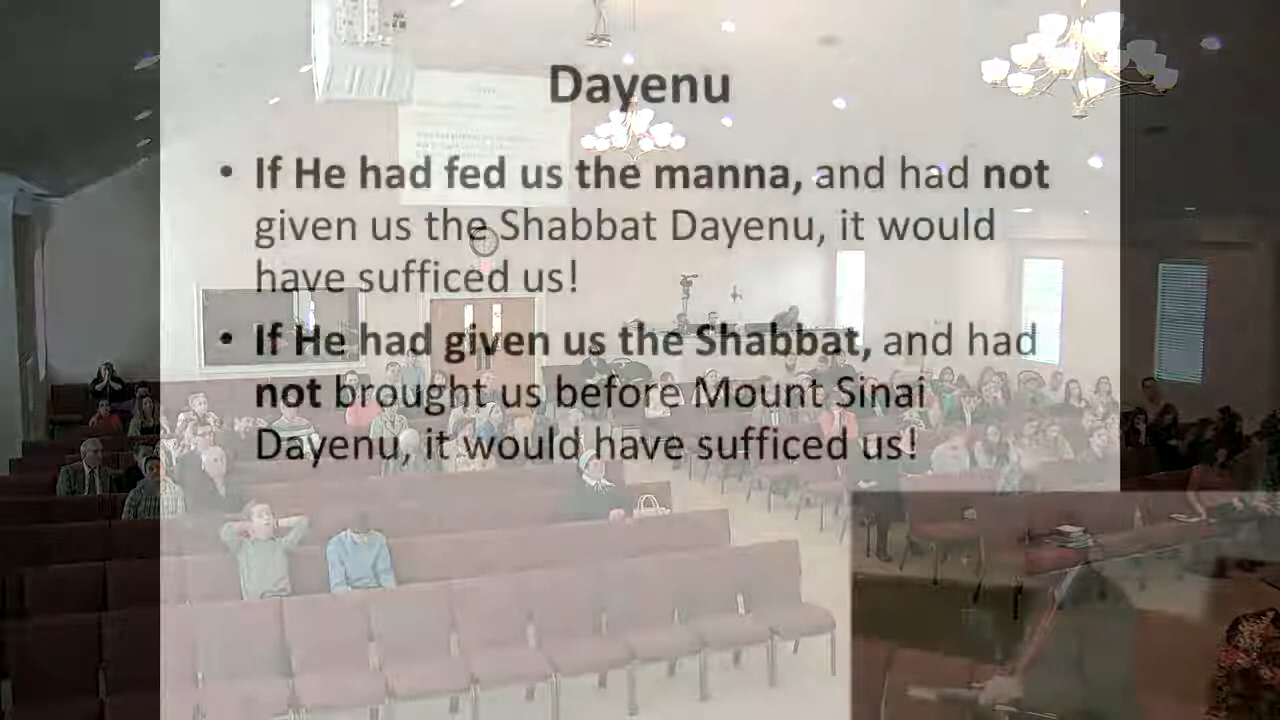 Dayenu
• If He had fed us the manna, and had not
given us the Shabbat Dayenu, it would
have sufficed us!
• If He had given us the Shabbat, and had
not brought us before Mount Sinai
Dayenu, it would have sufficed us!